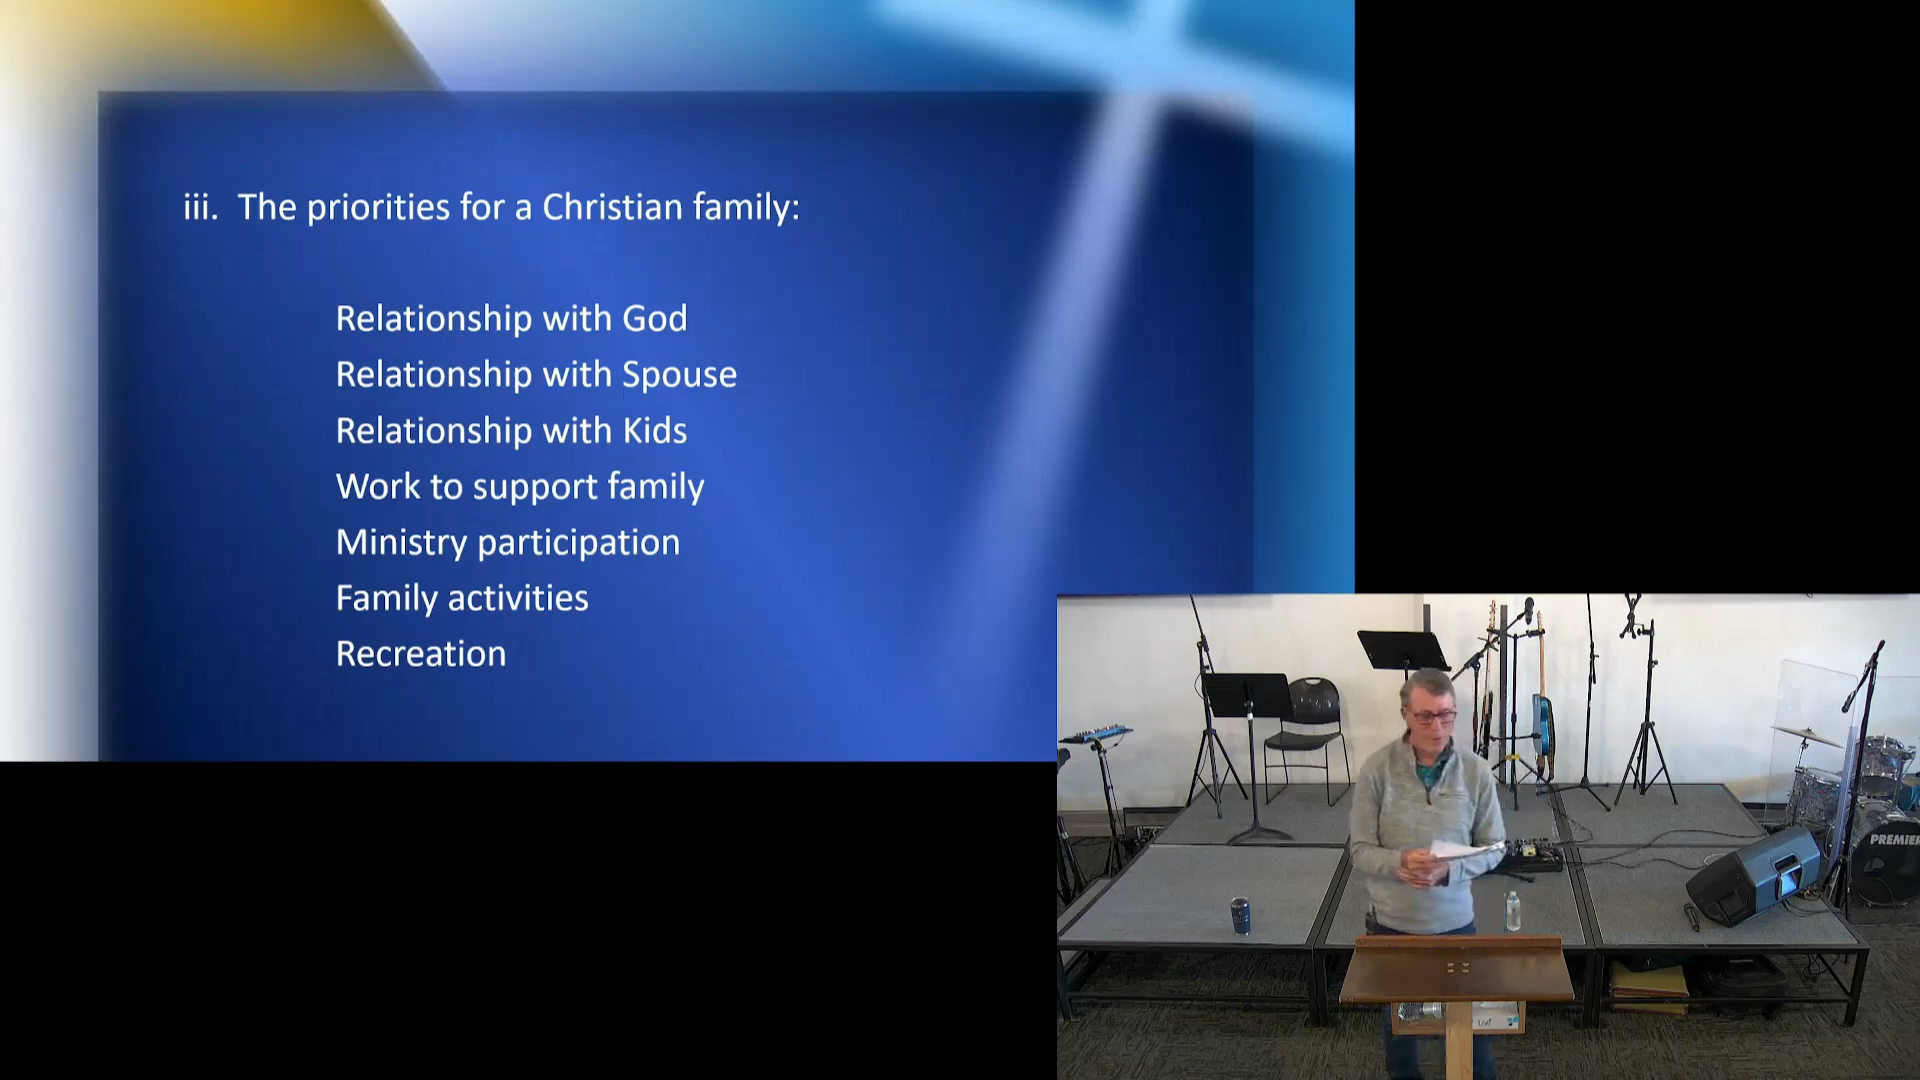 iii. The priorities for a Christian family:
Relationship with God
Relationship with Spouse
Relationship with Kids
Work to support family
Ministry participation
Family activities
Recreation
PREMIER